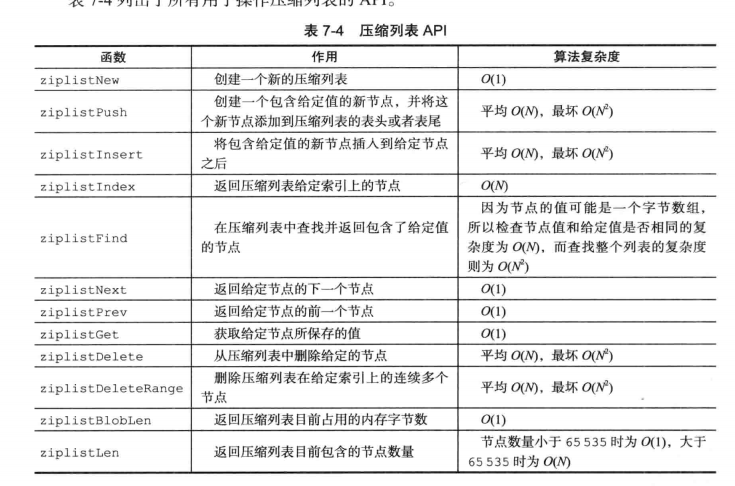 表 7-4 列出了所有用于操作压缩列表的 API。
表 7-4 压缩列表 API
函数 作用 算法复杂度
ziplistNew 创建一个新的压缩列表 O(1)
ziplistPush 创建一个包含给定值的新节点，并将这个新节点添加到压缩列表的表头或者表尾 平均 O(N)，最坏 O(N²)
ziplistInsert 将包含给定值的新节点插入到给定节点之后 平均 O(N)，最坏 O(N²)
ziplistIndex 返回压缩列表给定索引上的节点 O(N)
ziplistFind 在压缩列表中查找并返回包含了给定值的节点 因为节点的值可能是一个字节数组，所以检查节点值和给定值是否相同的复杂度为 O(N)，而查找整个列表的复杂度则为 O(N²)
ziplistNext 返回给定节点的下一个节点 O(1)
ziplistPrev 返回给定节点的前一个节点 O(1)
ziplistGet 获取给定节点所保存的值 O(1)
ziplistDelete 从压缩列表中删除给定的节点 平均 O(N)，最坏 O(N²)
ziplistDeleteRange 删除压缩列表在给定索引上的连续多个节点 平均 O(N)，最坏 O(N²)
ziplistBlobLen 返回压缩列表目前占用的内存字节数 O(1)
ziplistLen 返回压缩列表目前包含的节点数量 节点数量小于 65 535 时为 O(1)，大于 65 535 时为 O(N)